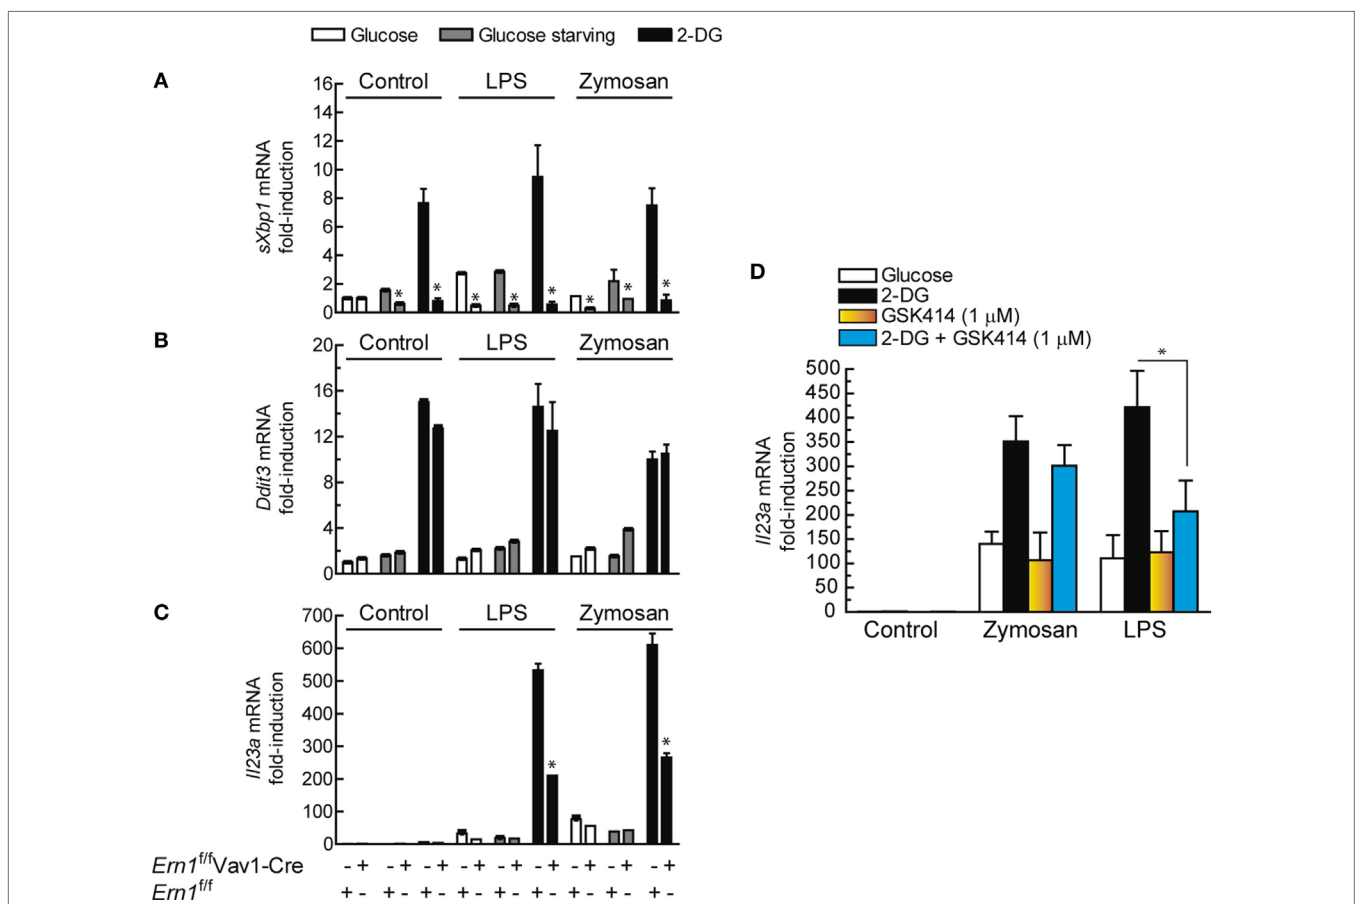 Glucose Glucose starving 2-DG
A
Control LPS Zymosan
16
14
12
10
8
6
4
2
0
sXbp1 mRNA
fold-induction
* * * * * * * *
B
Control LPS Zymosan
20
16
12
8
4
0
Ddit3 mRNA
fold-induction
C
Control LPS Zymosan
700
600
500
400
300
200
100
0
Il23a mRNA
fold-induction
* *
Ern1f/fVav1-Cre - + - + - + - + - + - + - + - + - +
Ern1f/f + - + - + - + - + - + - + - + - + -
D
Glucose
2-DG
GSK414 (1 μM)
2-DG + GSK414 (1 μM)
*
500
450
400
350
300
250
200
150
100
50
0
Il23a mRNA
fold-induction
Control Zymosan LPS